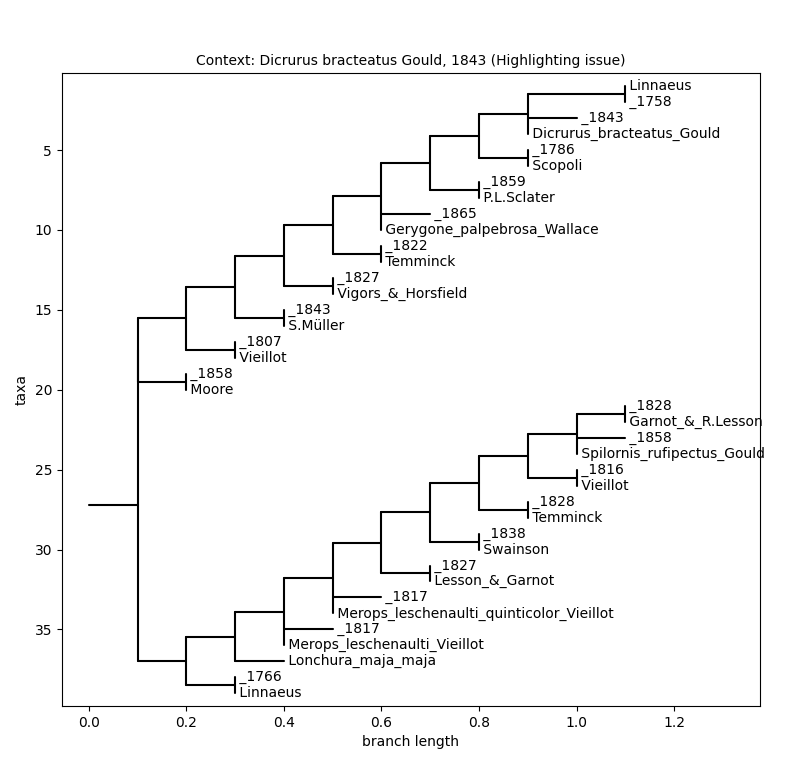 Context: Dicrurus bracteatus Gould, 1843 (Highlighting issue)
Linnaeus
_1758
_1843
Dicrurus_bracteatus_Gould
_1786
Scopoli
_1859
P.L.Sclater
_1865
Gerygone_palpebrosa_Wallace
_1822
Temminck
_1827
Vigors_&_Horsfield
_1843
S.Müller
_1807
Vieillot
_1858
Moore
_1828
Garnot_&_R.Lesson
_1858
Spilornis_rufipectus_Gould
_1816
Vieillot
_1828
Temminck
_1838
Swainson
_1827
Lesson_&_Garnot
_1817
Merops_leschenaulti_quinticolor_Vieillot
_1817
Merops_leschenaulti_Vieillot
Lonchura_maja_maja
_1766
Linnaeus
5
10
15
20
25
30
35
taxa
0.0 0.2 0.4 0.6 0.8 1.0 1.2
branch length